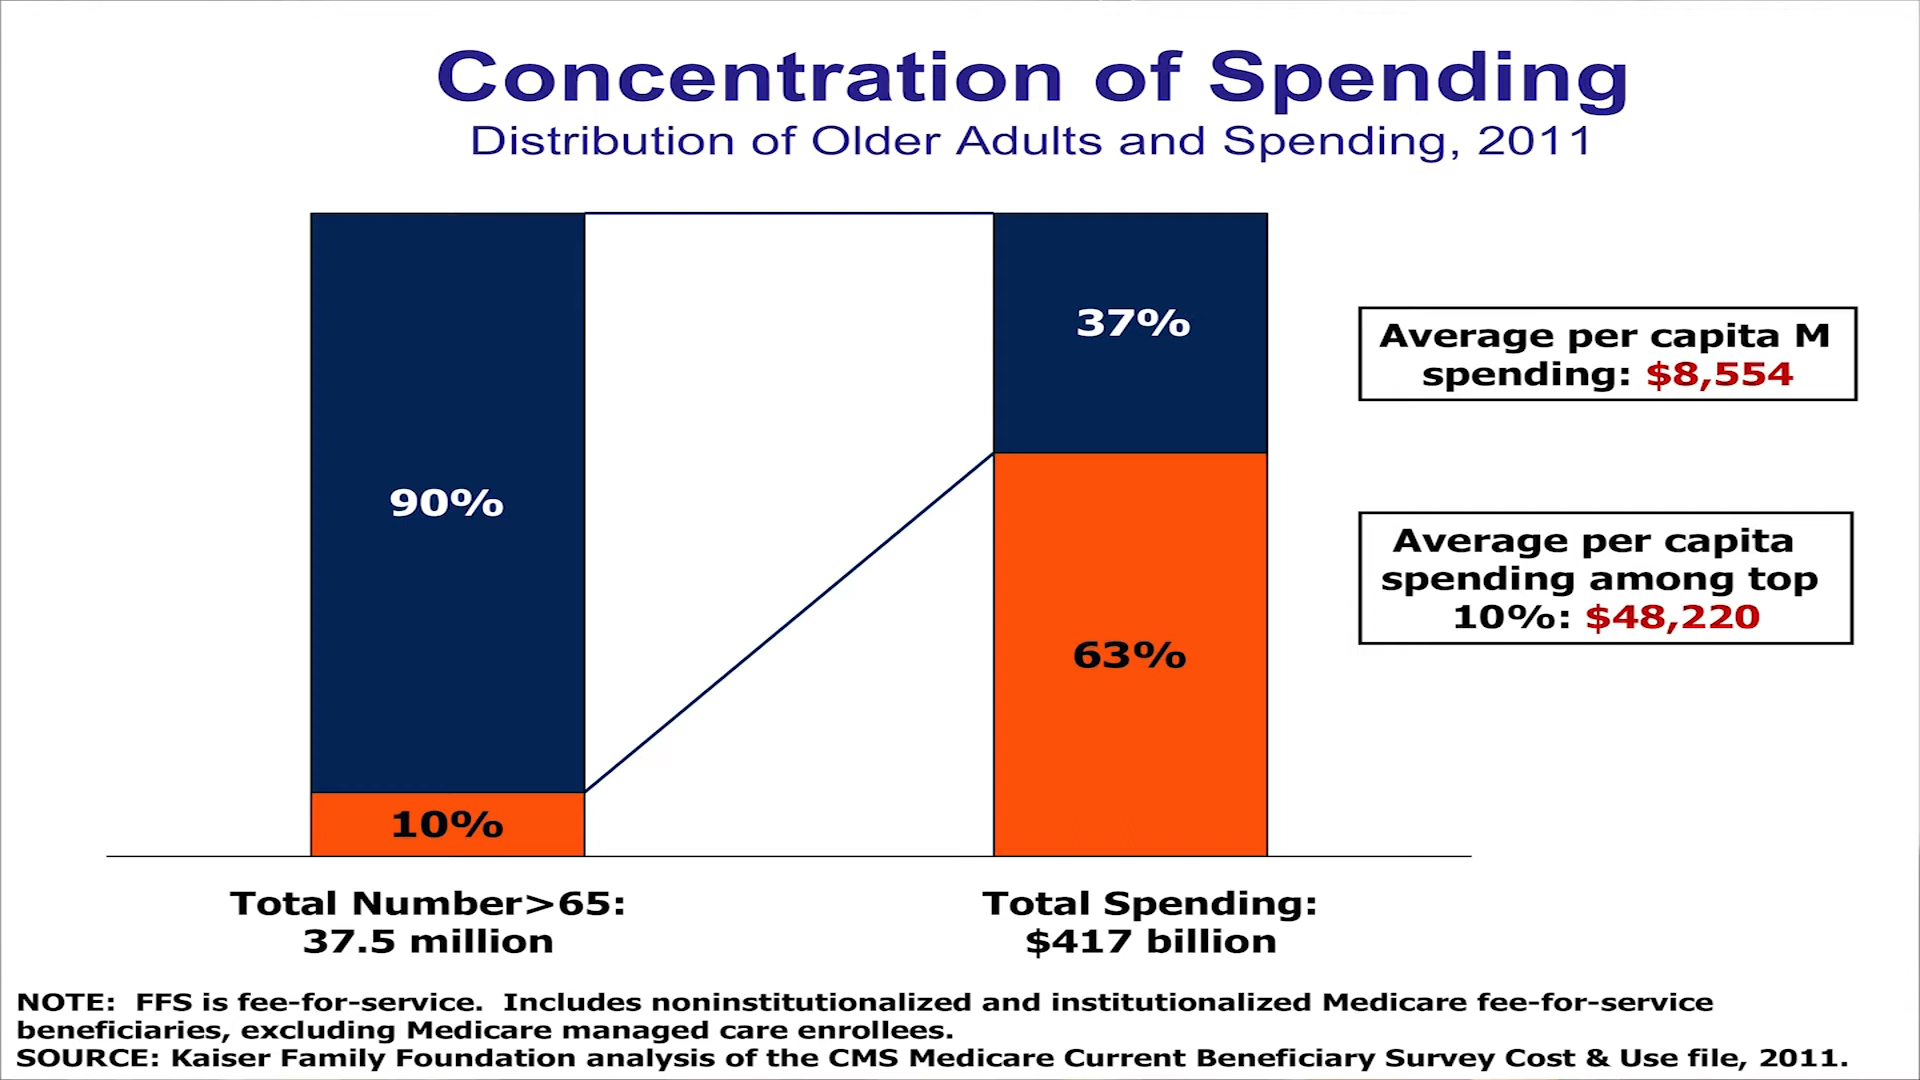 Concentration of Spending
Distribution of Older Adults and Spending, 2011
90%
10%
37%
63%
Average per capita M
spending: $8,554
Average per capita
spending among top
10%: $48,220
Total Number>65:
37.5 million
Total Spending:
$417 billion
NOTE: FFS is fee-for-service. Includes noninstitutionalized and institutionalized Medicare fee-for-service
beneficiaries, excluding Medicare managed care enrollees.
SOURCE: Kaiser Family Foundation analysis of the CMS Medicare Current Beneficiary Survey Cost & Use file, 2011.